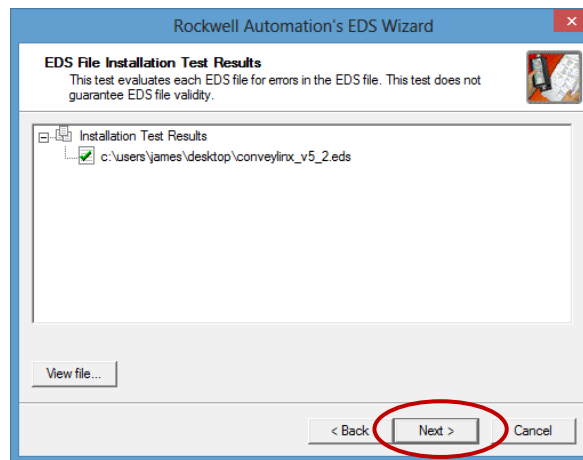 Rockwell Automation's EDS Wizard
EDS File Installation Test Results
This test evaluates each EDS file for errors in the EDS file. This test does not
guarantee EDS file validity.
Installation Test Results
c:\users\james\desktop\conveylinx_v5_2.eds
View file...
< Back Next > Cancel